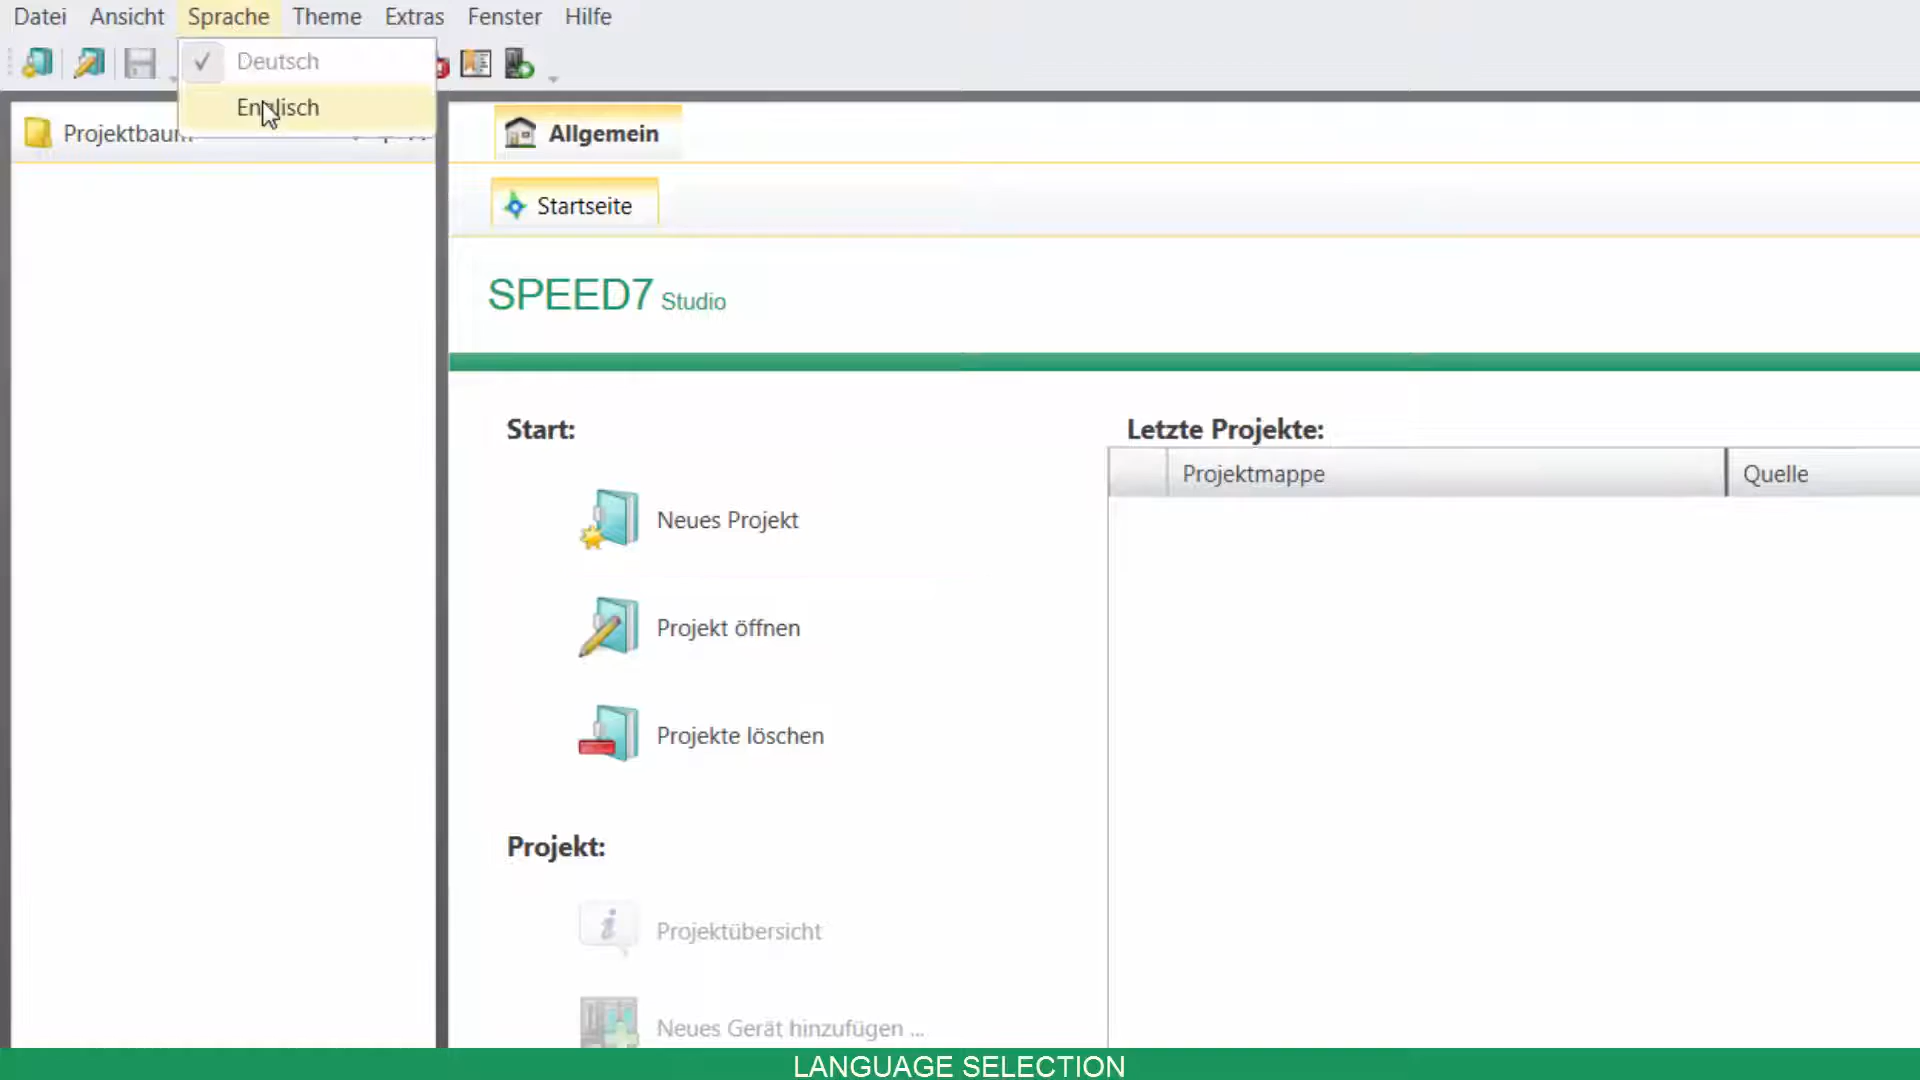 Datei Ansicht Sprache Theme Extras Fenster Hilfe
Deutsch
Englisch
Projektbaum
Allgemein
Startseite
SPEED7 Studio
Start:
Letzte Projekte:
Projektmappe Quelle
Neues Projekt
Projekt öffnen
Projekte löschen
Projekt:
Projektübersicht
Neues Gerät hinzufügen ...
LANGUAGE SELECTION